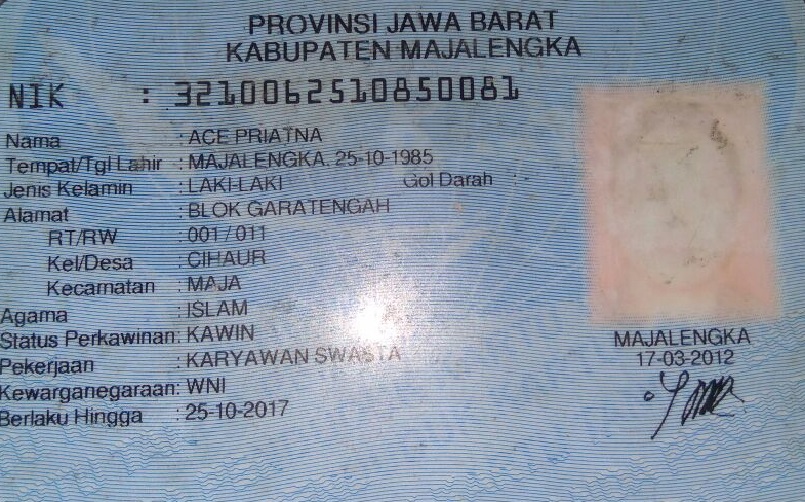 PROVINSI JAWA BARAT
KABUPATEN MAJALENGKA
NIK : 3210062510850081
Nama : ACE PRIATNA
Tempat/Tgl Lahir : MAJALENGKA. 25-10-1985
Jenis Kelamin : LAKI-LAKI Gol Darah :
Alamat : BLOK GARATENGAH
RT/RW : 001 / 011
Kel/Desa : CIHAUR
Kecamatan : MAJA
Agama : ISLAM
Status Perkawinan: KAWIN
Pekerjaan : KARYAWAN SWASTA
Kewarganegaraan: WNI
Berlaku Hingga : 25-10-2017
MAJALENGKA
17-03-2012